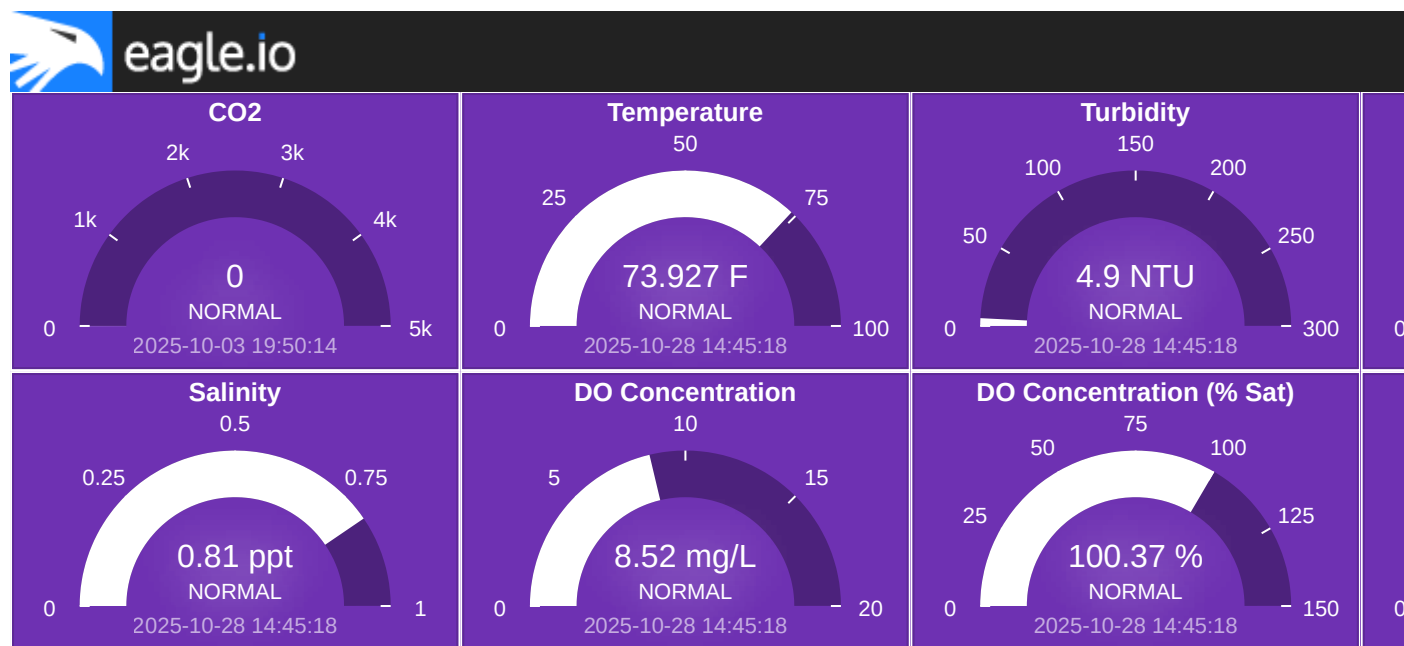 eagle.io
CO2
0
1k
2k
3k
4k
5k
0
NORMAL
2025-10-03 19:50:14
Temperature
0
25
50
75
100
73.927 F
NORMAL
2025-10-28 14:45:18
Turbidity
0
50
100
150
200
250
300
4.9 NTU
NORMAL
2025-10-28 14:45:18
Salinity
0
0.25
0.5
0.75
1
0.81 ppt
NORMAL
2025-10-28 14:45:18
DO Concentration
0
5
10
15
20
8.52 mg/L
NORMAL
2025-10-28 14:45:18
DO Concentration (% Sat)
0
25
50
75
100
125
150
100.37 %
NORMAL
2025-10-28 14:45:18